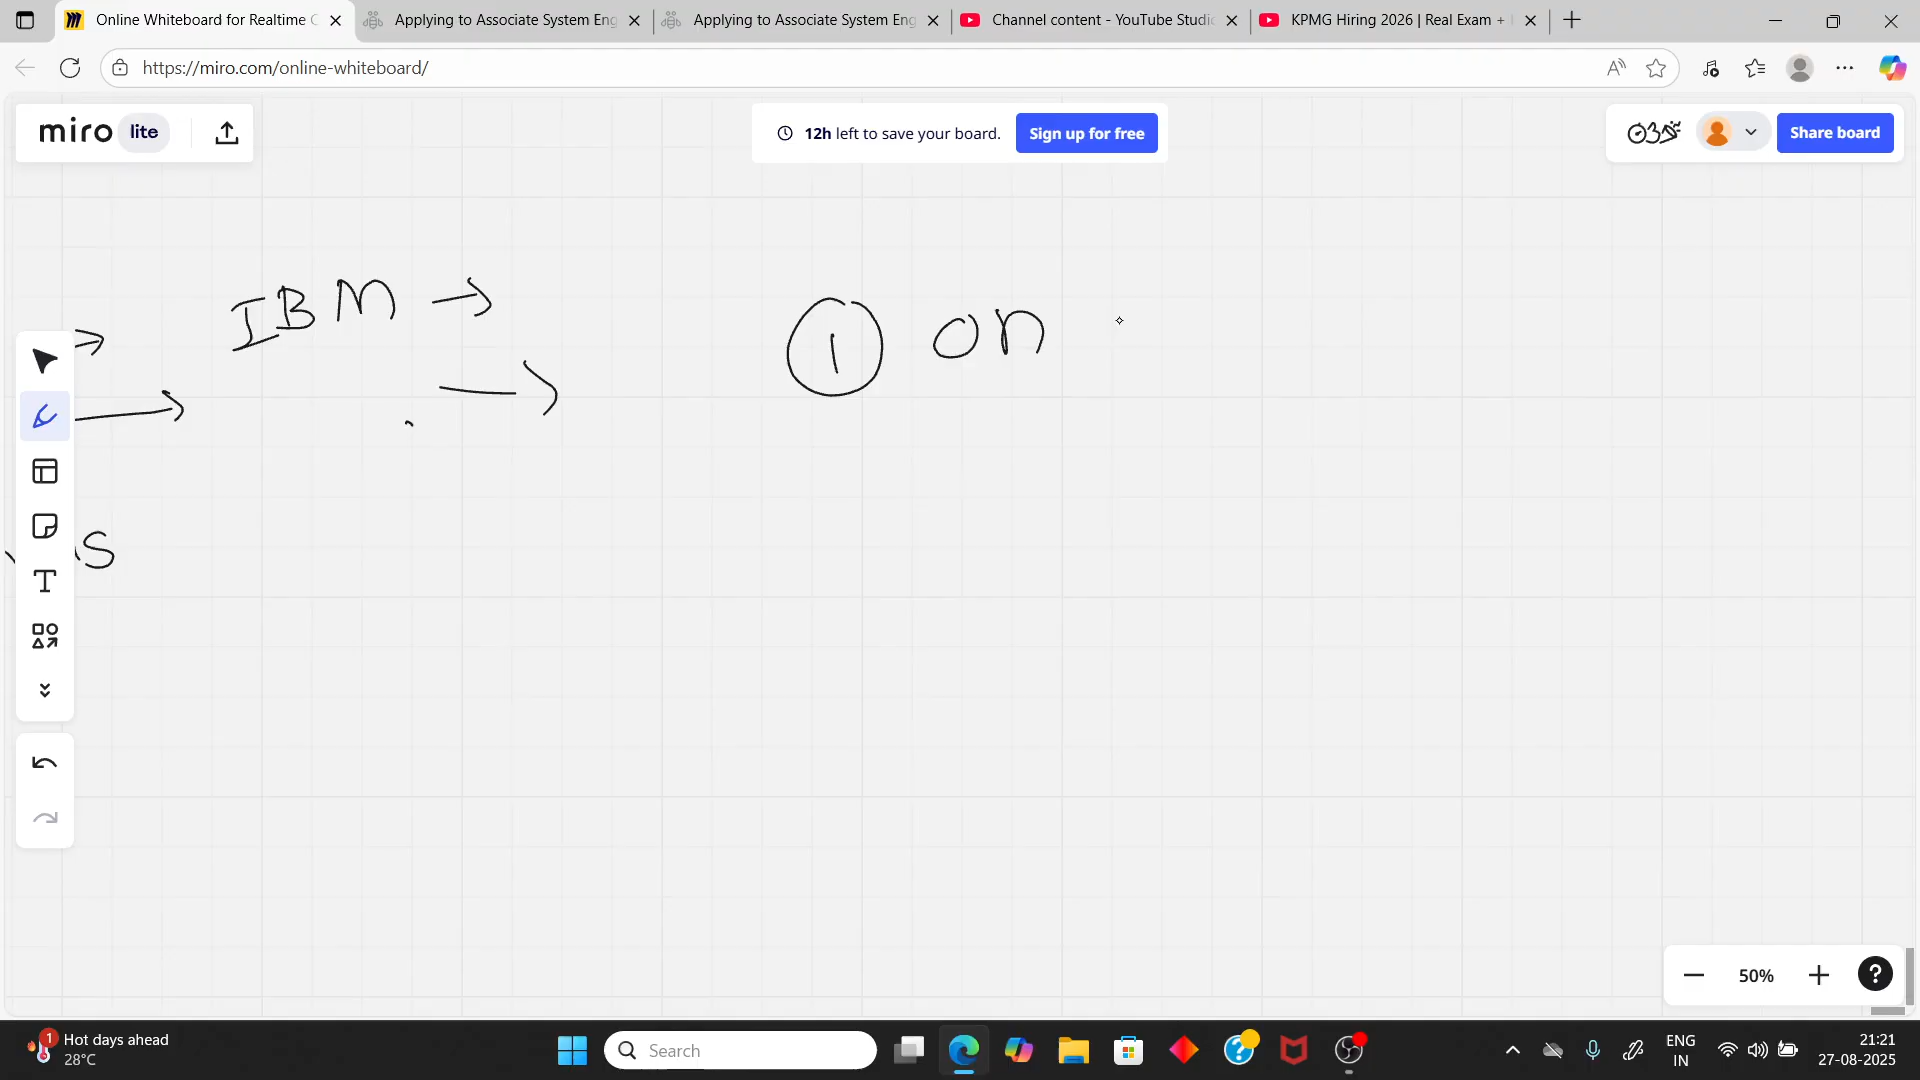 Online Whiteboard for Realtime C
Applying to Associate System Eng
Applying to Associate System Eng
Channel content - YouTube Studi
KPMG Hiring 2026 | Real Exam +
https://miro.com/online-whiteboard/
miro lite
12h left to save your board.
Sign up for free
Share board
IBM →
→
① on
s
T
50%
?
1
Hot days ahead
28°C
Search
ENG
IN
21:21
27-08-2025